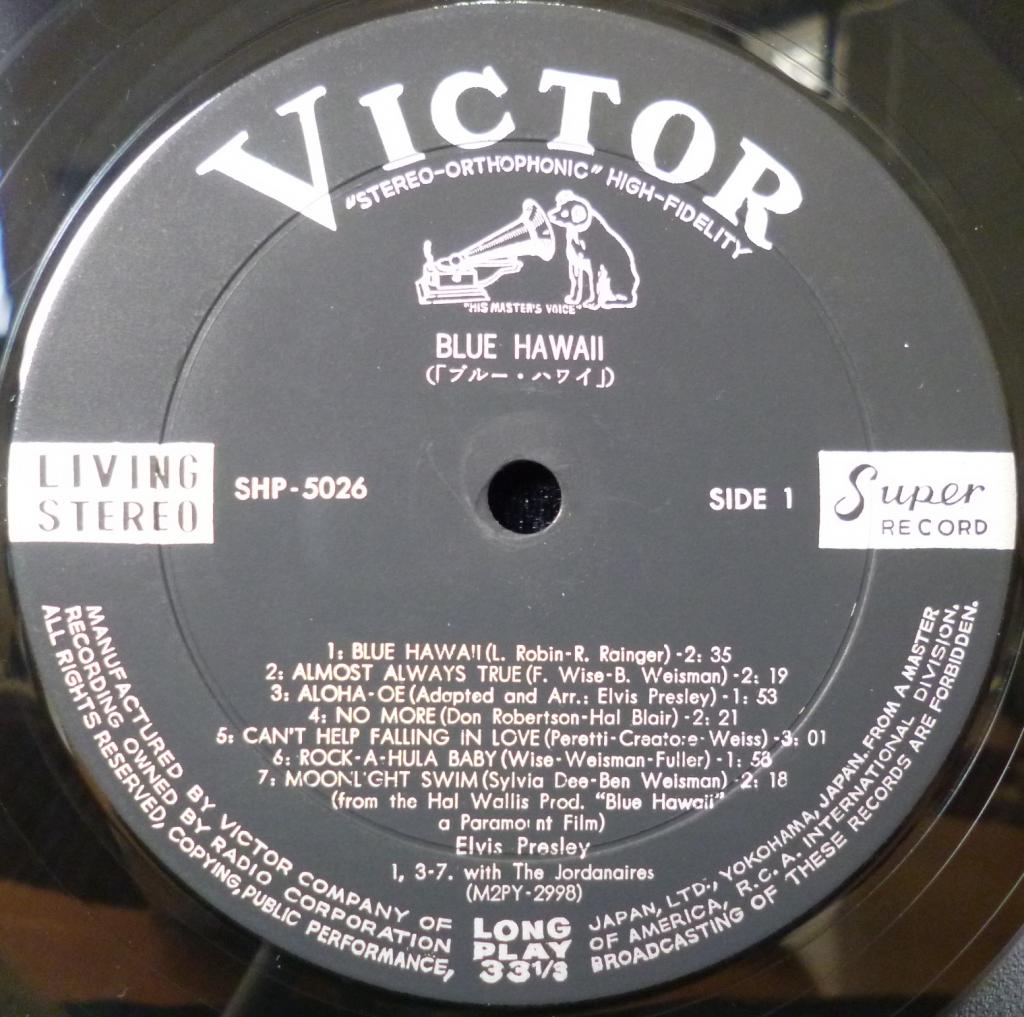 VICTOR
"STEREO-ORTHOPHONIC" HIGH-FIDELITY
"HIS MASTER'S VOICE"
BLUE HAWAII
(「ブルー・ハワイ」)
LIVING
STEREO
SHP-5026
SIDE 1
Super
RECORD
1: BLUE HAWAII (L. Robin-R. Rainger) -2: 35
2: ALMOST ALWAYS TRUE (F. Wise-B. Weisman) -2: 19
3: ALOHA-OE (Adapted and Arr.: Elvis Presley) -1: 53
4: NO MORE (Don Robertson-Hal Blair) -2: 21
5: CAN'T HELP FALLING IN LOVE (Peretti-Creatore-Weiss) -3: 01
6: ROCK-A-HULA BABY (Wise-Weisman-Fuller) -1: 58
7: MOONLIGHT SWIM (Sylvia Dee-Ben Weisman) -2: 18
(from the Hal Wallis Prod. "Blue Hawaii"
a Paramount Film)
Elvis Presley
1, 3-7. with The Jordanaires
(M2PY-2998)
LONG
PLAY
33 1/3
MANUFACTURED BY VICTOR COMPANY OF JAPAN, LTD., YOKOHAMA, JAPAN. FROM A MASTER
RECORDING OWNED BY RADIO CORPORATION OF AMERICA, R.C.A. INTERNATIONAL DIVISION.
ALL RIGHTS RESERVED, COPYING, PUBLIC PERFORMANCE, BROADCASTING OF THESE RECORDS ARE FORBIDDEN.